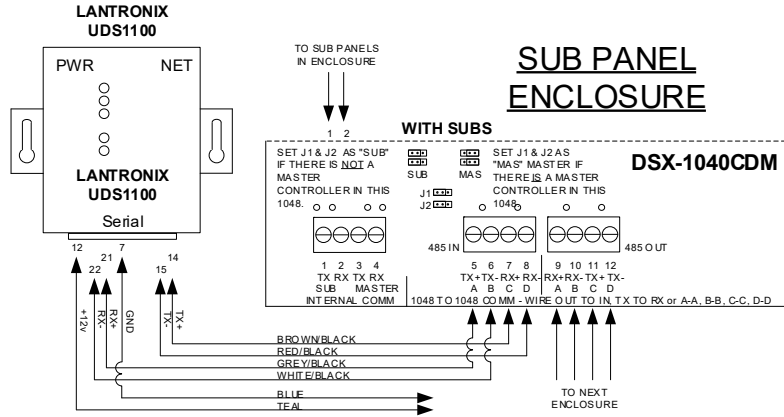 LANTRONIX
UDS1100
PWR
NET
LANTRONIX
UDS1100
Serial
12
21
22
7
15
14
+12v
RX-
RX+
GND
TX-
TX+
TO SUB PANELS
IN ENCLOSURE
1 2
SUB PANEL
ENCLOSURE
WITH SUBS
SET J1 & J2 AS "SUB"
IF THERE IS NOT A
MASTER
CONTROLLER IN THIS
1048.
SUB
MAS
J1
J2
SET J1 & J2 AS
"MAS" MASTER IF
THERE IS A MASTER
CONTROLLER IN THIS
1048.
DSX-1040CDM
485 IN
485 OUT
1 2 3 4
TX RX TX RX
SUB MASTER
INTERNAL COMM
5 6 7 8
TX+ TX- RX+ RX-
A B C D
9 10 11 12
RX+ RX- TX+ TX-
A B C D
1048 TO 1048 COMM - WIRE OUT TO IN, TX TO RX or A-A, B-B, C-C, D-D
BROWN/BLACK
RED/BLACK
GREY/BLACK
WHITE/BLACK
BLUE
TEAL
TO NEXT
ENCLOSURE